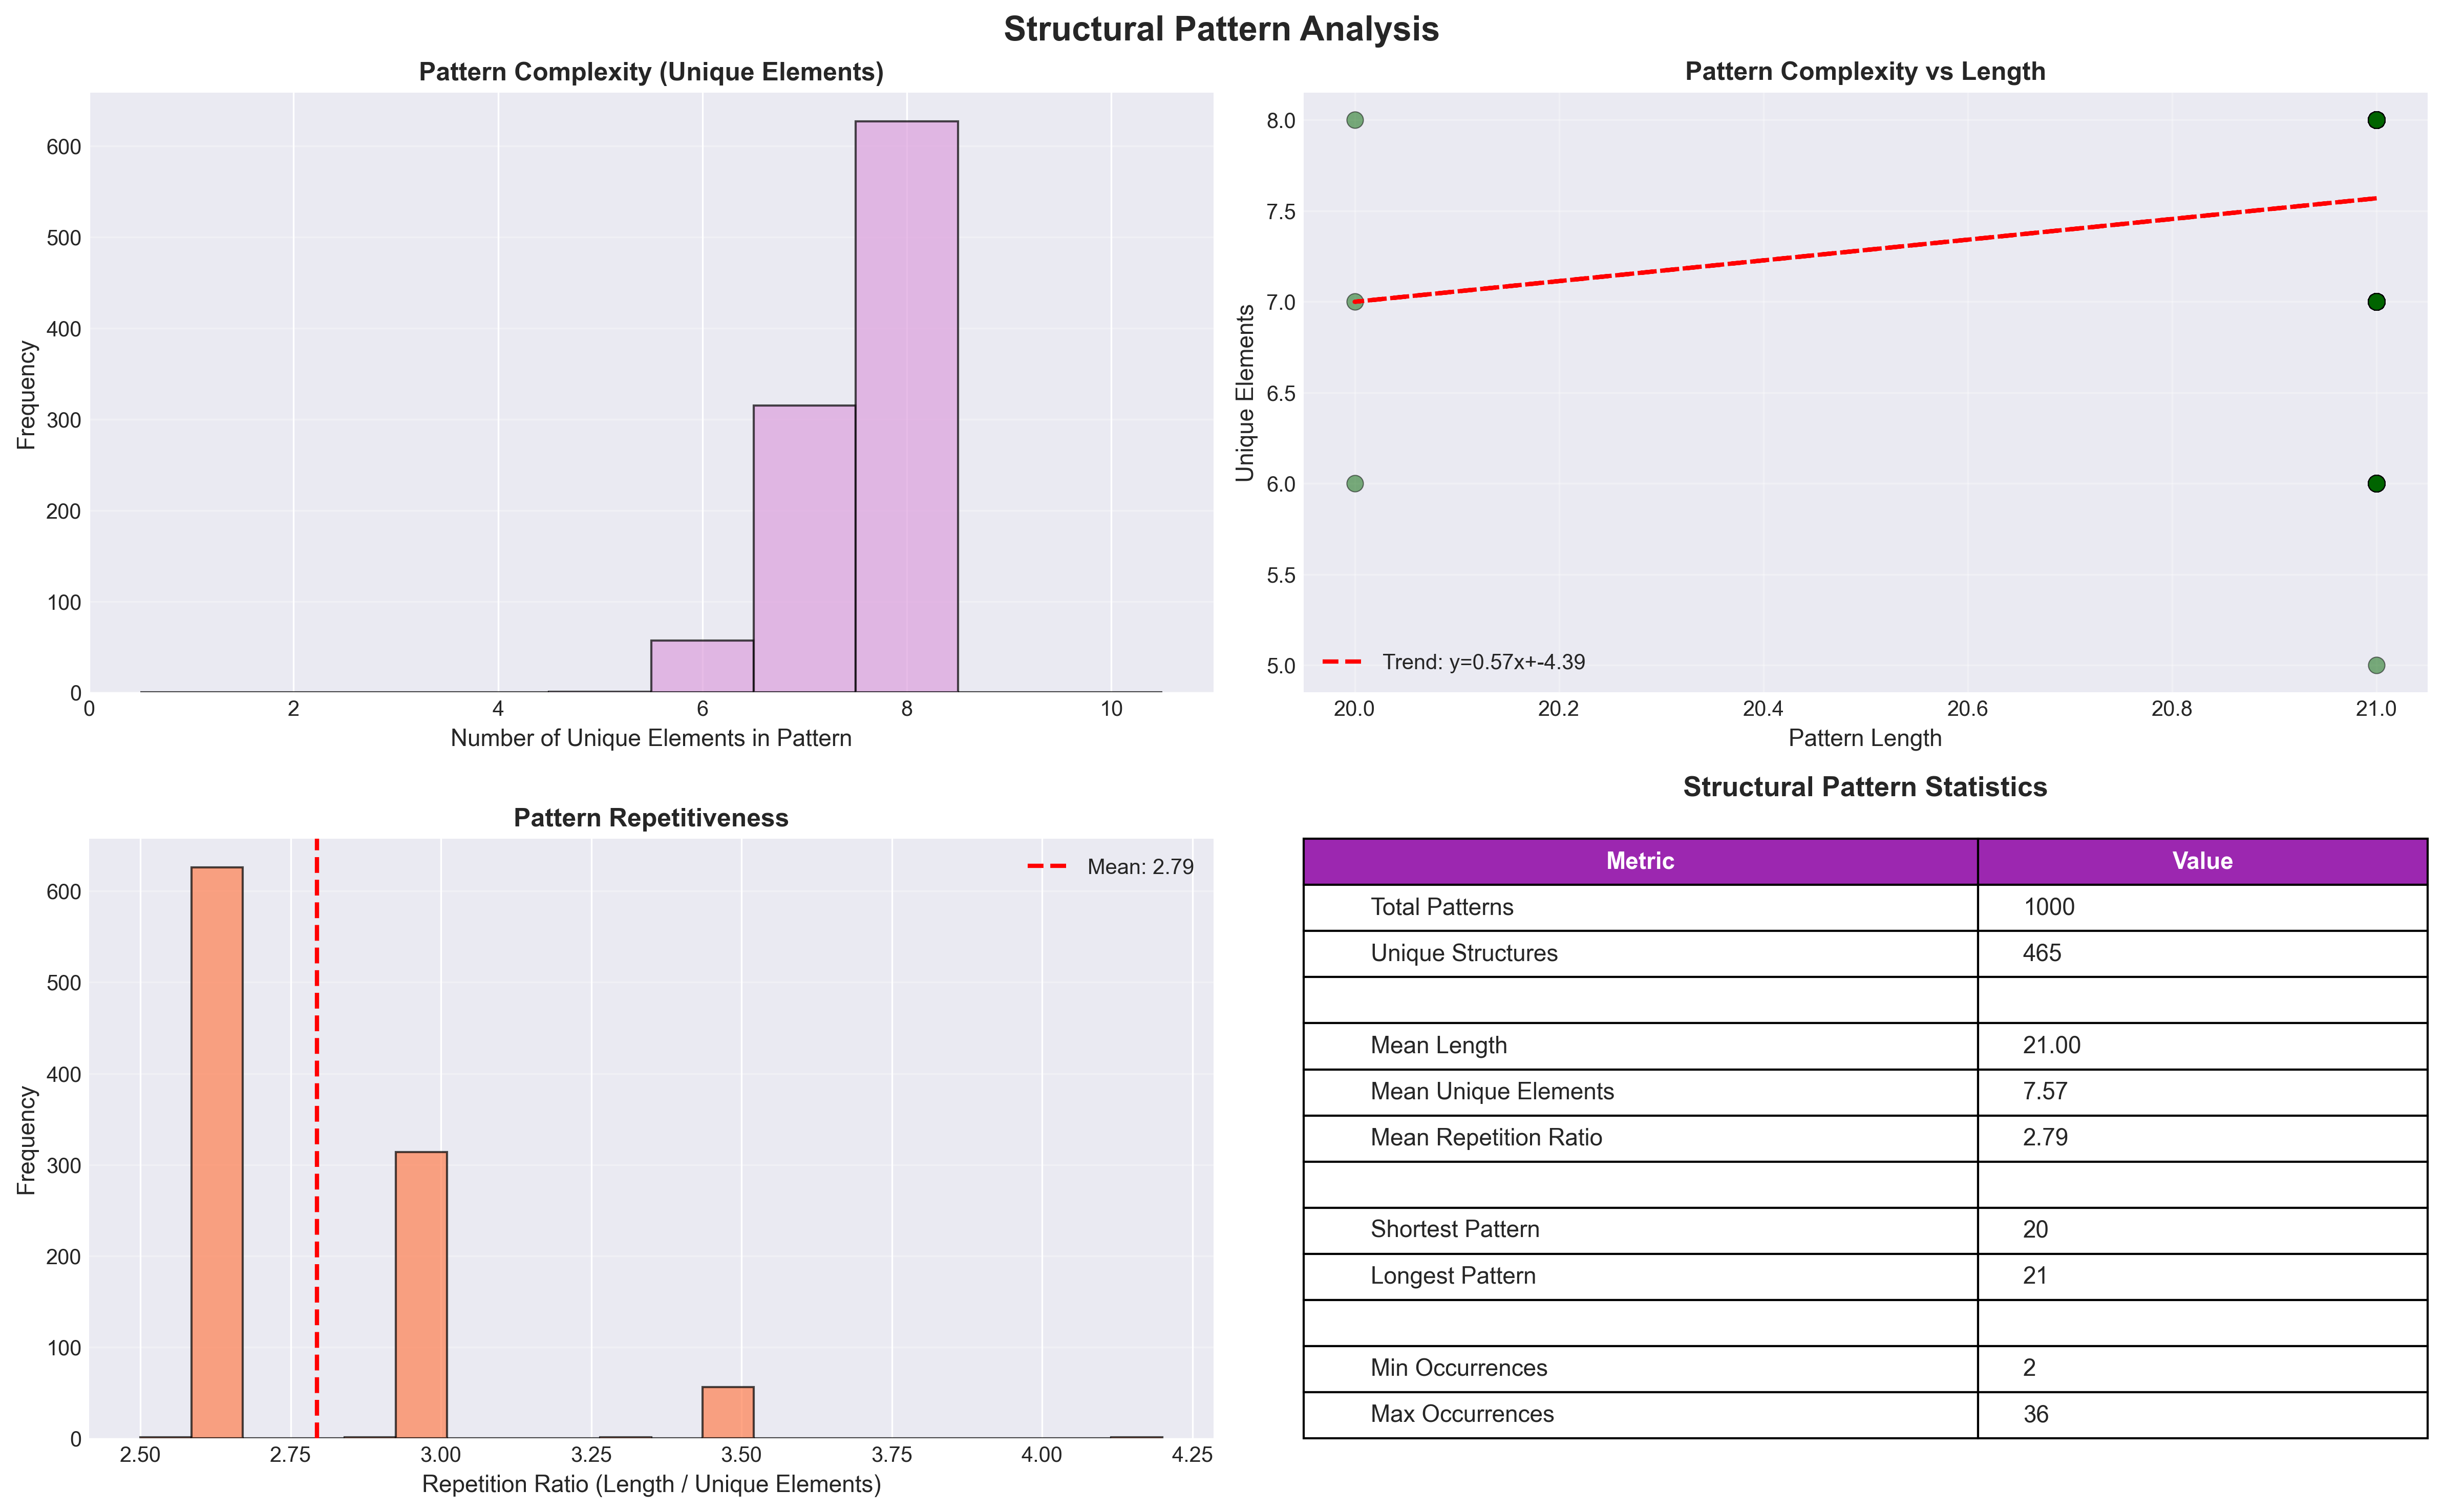 Structural Pattern Analysis
Pattern Complexity (Unique Elements)
600
500
400
300
200
100
0
Frequency
0 2 4 6 8 10
Number of Unique Elements in Pattern
Pattern Complexity vs Length
8.0
7.5
7.0
6.5
6.0
5.5
5.0
Unique Elements
Trend: y=0.57x+-4.39
20.0 20.2 20.4 20.6 20.8 21.0
Pattern Length
Pattern Repetitiveness
Mean: 2.79
600
500
400
300
200
100
0
Frequency
2.50 2.75 3.00 3.25 3.50 3.75 4.00 4.25
Repetition Ratio (Length / Unique Elements)
Structural Pattern Statistics
Metric Value
Total Patterns 1000
Unique Structures 465
Mean Length 21.00
Mean Unique Elements 7.57
Mean Repetition Ratio 2.79
Shortest Pattern 20
Longest Pattern 21
Min Occurrences 2
Max Occurrences 36